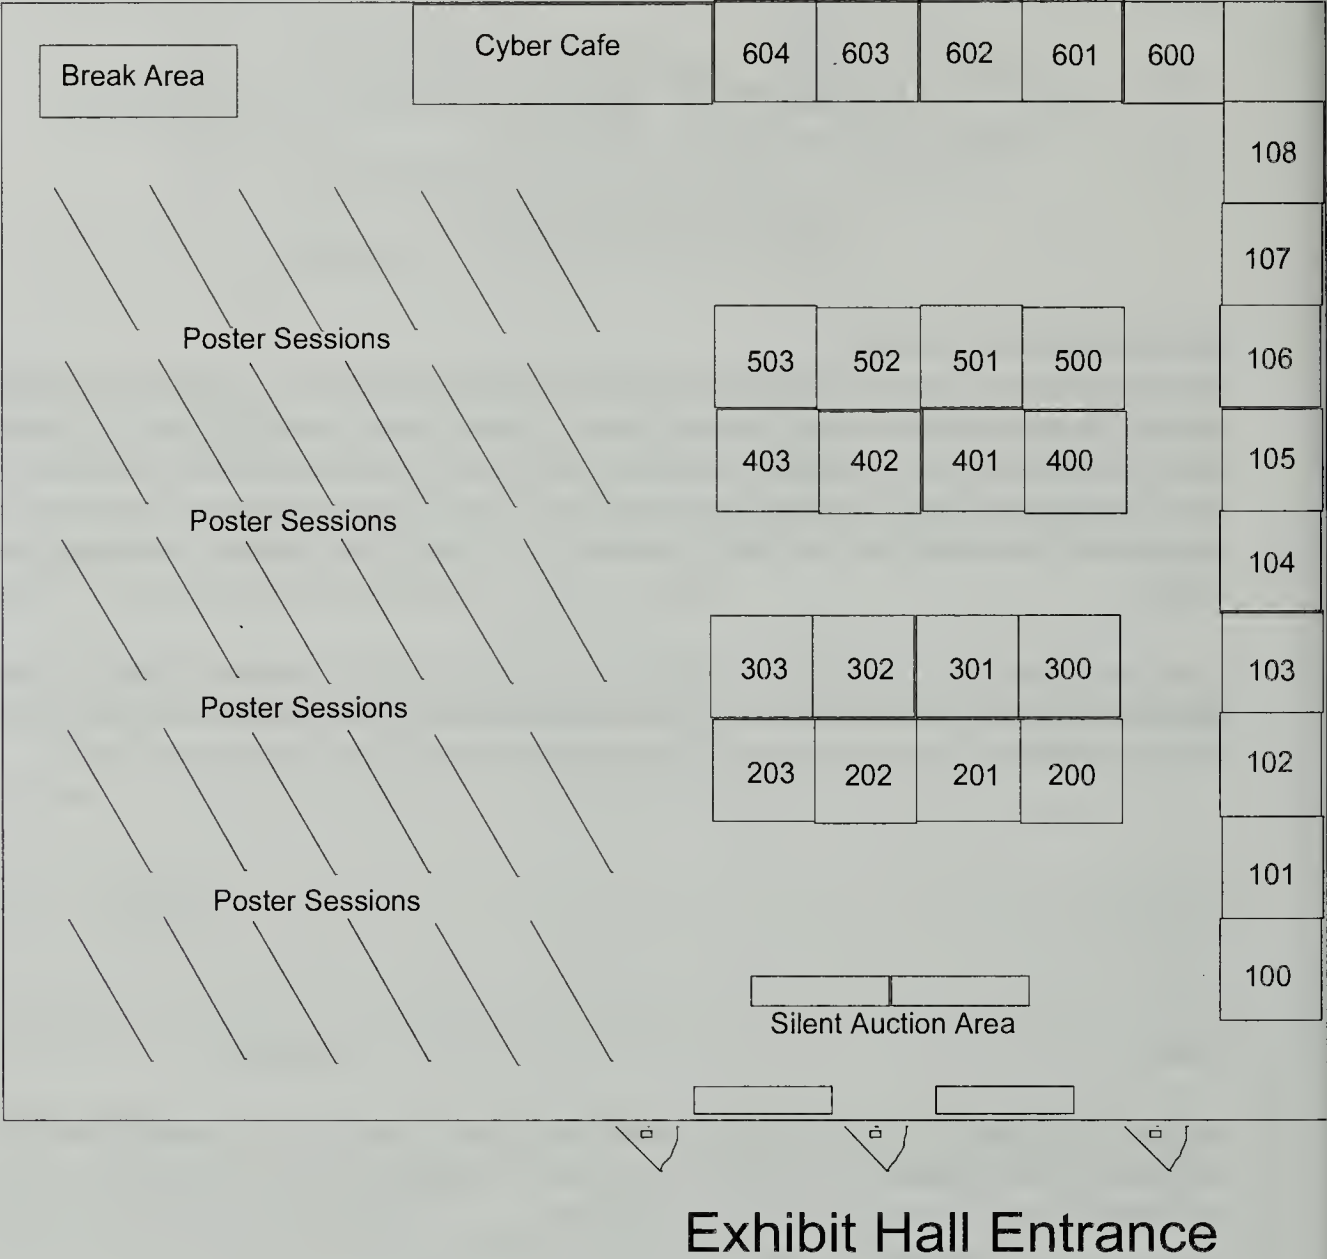 Cyber Cafe
604 603 602 601 600
Break Area
108
107
Poster Sessions
503 502 501 500 106
403 402 401 400 105
Poster Sessions
104
303 302 301 300 103
Poster Sessions
203 202 201 200 102
101
Poster Sessions
100
Silent Auction Area
Exhibit Hall Entrance